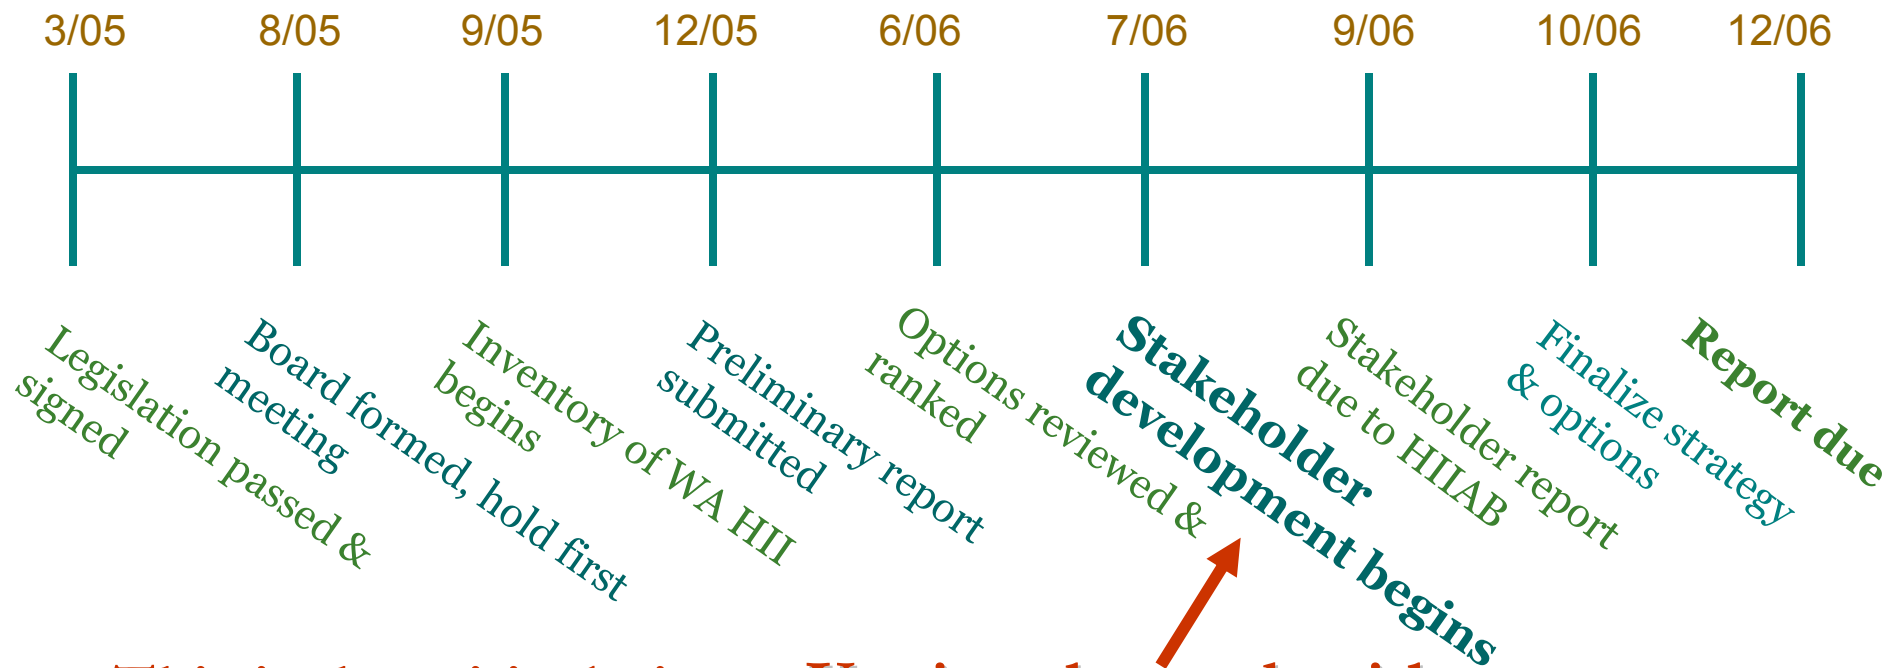 3/05 8/05 9/05 12/05 6/06 7/06 9/06 10/06 12/06
Legislation passed &
signed
Board formed, hold first
meeting
Inventory of WA HII
begins
Preliminary report
submitted
Options reviewed &
ranked
Stakeholder
development begins
Stakeholder report
due to HIIAB
Finalize strategy
& options
Report due